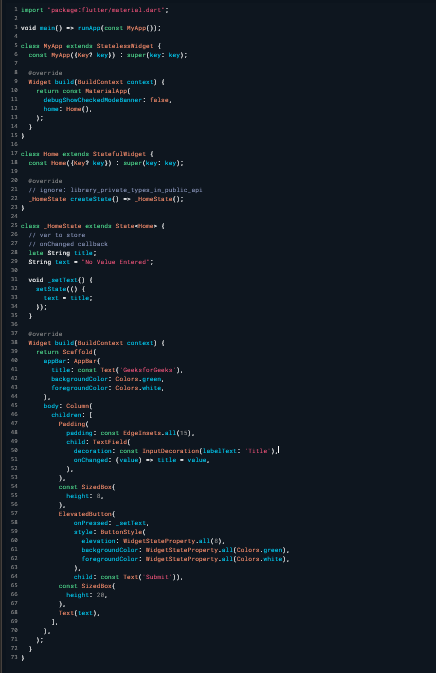 1 import "package:flutter/material.dart";
2
3 void main() => runApp(const MyApp());
4
5 class MyApp extends StatelessWidget {
6 const MyApp({Key? key}) : super(key: key);
7
8 @override
9 Widget build(BuildContext context) {
10 return const MaterialApp(
11 debugShowCheckedModeBanner: false,
12 home: Home(),
13 );
14 }
15 }
16
17 class Home extends StatefulWidget {
18 const Home({Key? key}) : super(key: key);
19
20 @override
21 // ignore: library_private_types_in_public_api
22 _HomeState createState() => _HomeState();
23 }
24
25 class _HomeState extends State<Home> {
26 // var to store
27 // onChanged callback
28 late String title;
29 String text = "No Value Entered";
30
31 void _setText() {
32 setState(() {
33 text = title;
34 });
35 }
36
37 @override
38 Widget build(BuildContext context) {
39 return Scaffold(
40 appBar: AppBar(
41 title: const Text('GeeksforGeeks'),
42 backgroundColor: Colors.green,
43 foregroundColor: Colors.white,
44 ),
45 body: Column(
46 children: [
47 Padding(
48 padding: const EdgeInsets.all(15),
49 child: TextField(
50 decoration: const InputDecoration(labelText: 'Title'),
51 onChanged: (value) => title = value,
52 ),
53 ),
54 const SizedBox(
55 height: 8,
56 ),
57 ElevatedButton(
58 onPressed: _setText,
59 style: ButtonStyle(
60 elevation: WidgetStateProperty.all(8),
61 backgroundColor: WidgetStateProperty.all(Colors.green),
62 foregroundColor: WidgetStateProperty.all(Colors.white),
63 ),
64 child: const Text('Submit')),
65 const SizedBox(
66 height: 20,
67 ),
68 Text(text),
69 ],
70 ),
71 );
72 }
73 }